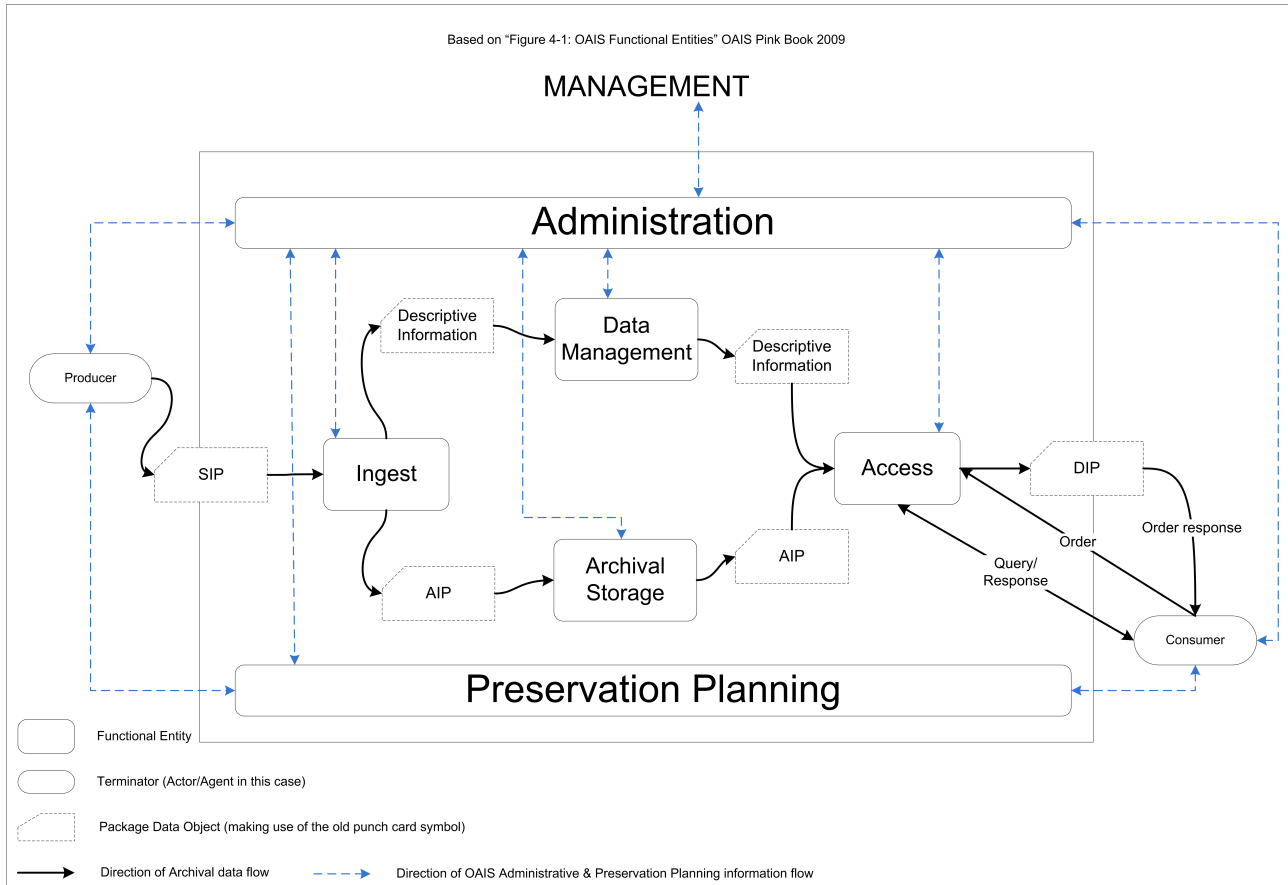 Based on “Figure 4-1: OAIS Functional Entities” OAIS Pink Book 2009
MANAGEMENT
Administration
Descriptive
Information
Data
Management
Descriptive
Information
Producer
SIP
Ingest
Access
DIP
Order response
Order
Query/
Response
AIP
Archival
Storage
AIP
Consumer
Preservation Planning
Functional Entity
Terminator (Actor/Agent in this case)
Package Data Object (making use of the old punch card symbol)
Direction of Archival data flow
Direction of OAIS Administrative & Preservation Planning information flow